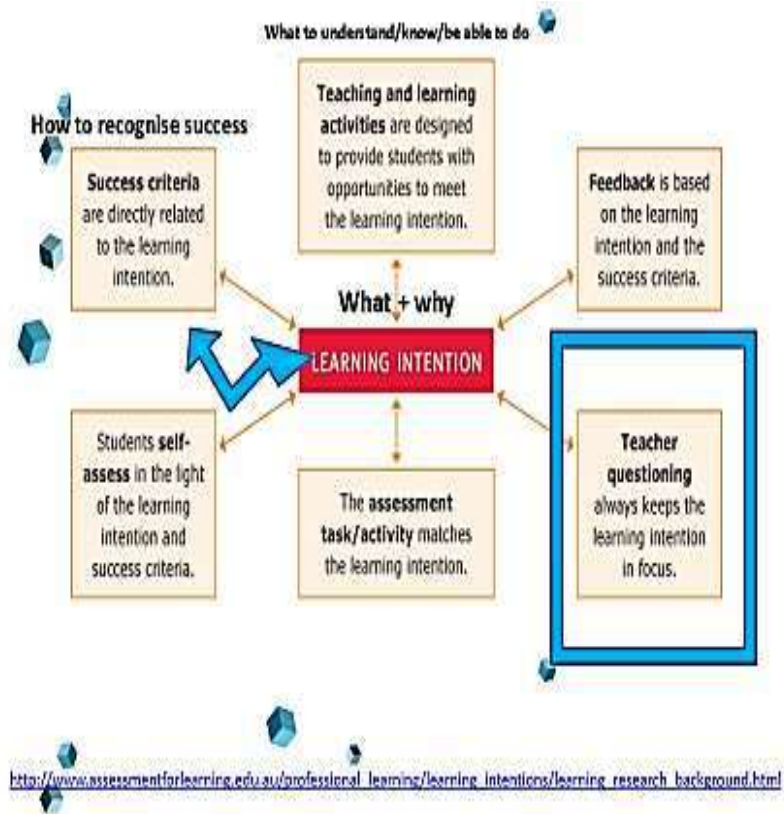 What to understand/know/be able to do
Teaching and learning
activities are designed
to provide students with
opportunities to meet
the learning intention.
How to recognise success
Success criteria
are directly related
to the learning
intention.
Feedback is based
on the learning
intention and the
success criteria.
What + why
LEARNING INTENTION
Students self-
assess in the light
of the learning
intention and
success criteria.
The assessment
task/activity matches
the learning intention.
Teacher
questioning
always keeps the
learning intention
in focus.
http://www.assessmentforlearning.edu.au/professional_learning/learning_intentions/learning_research_background.html